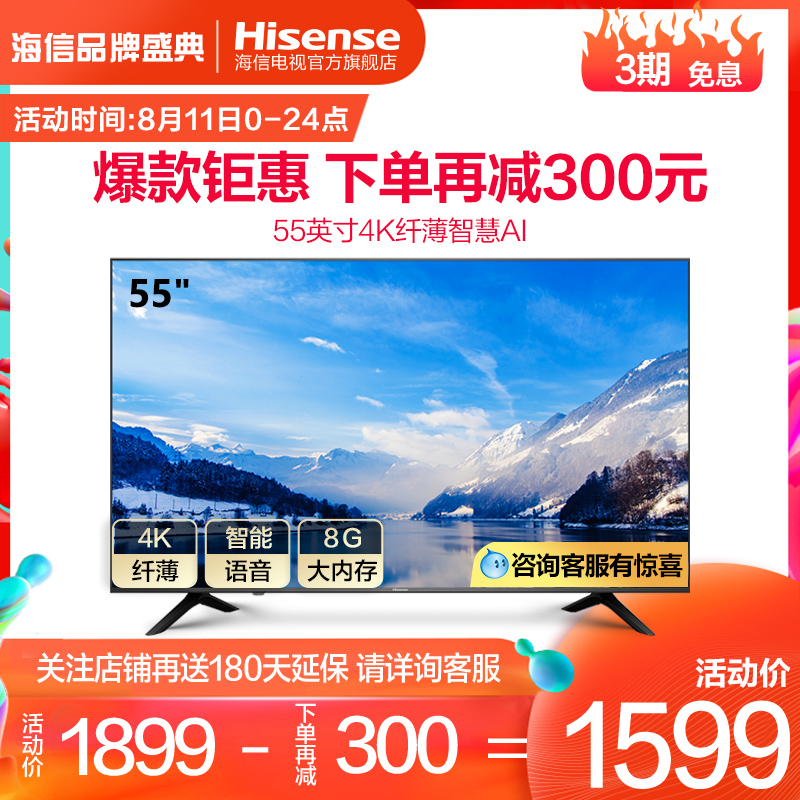 海信品牌盛典
Hisense
海信电视官方旗舰店
3期 免息
活动时间:8月11日0-24点
爆款钜惠 下单再减300元
55英寸4K纤薄智慧AI
55"
4K
纤薄
智能
语音
8G
大内存
咨询客服有惊喜
Hisense
关注店铺再送180天延保 请详询客服
活动价
1899
-
下单再减
300
=
活动价
1599